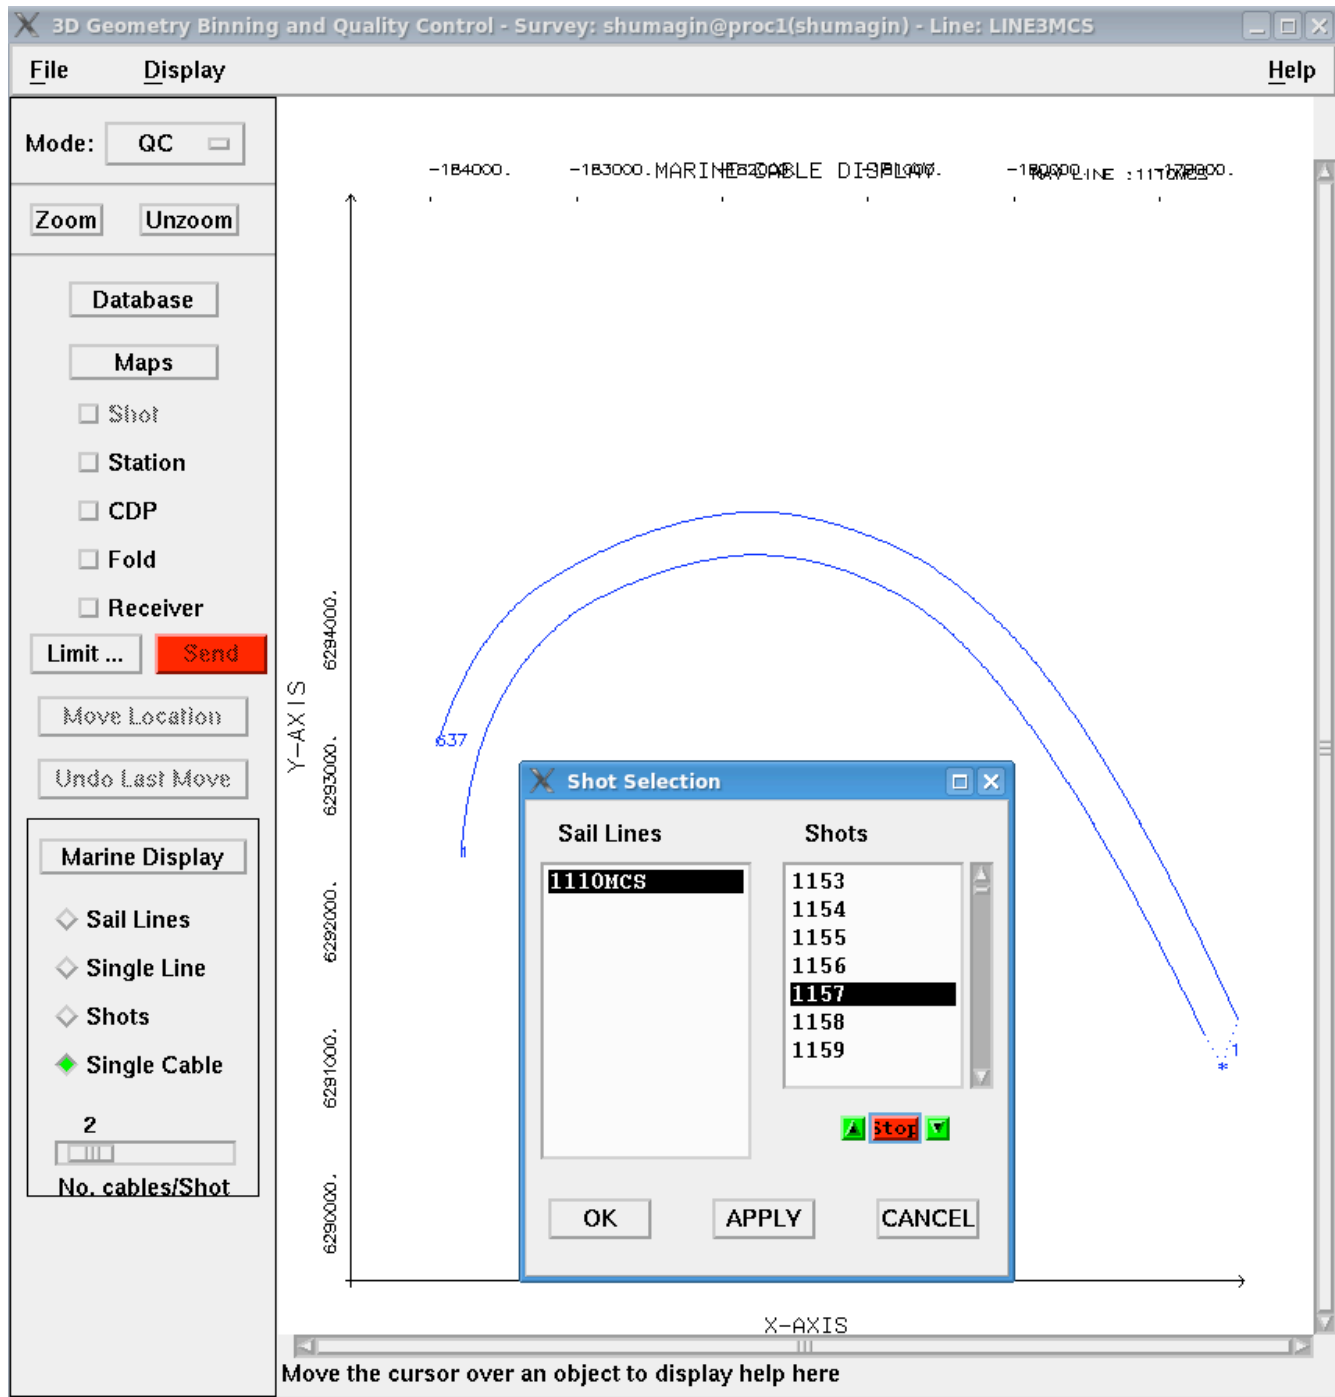 3D Geometry Binning and Quality Control - Survey: shumagin@proc1(shumagin) - Line: LINE3MCS
File Display Help
Mode: QC
Zoom Unzoom
Database
Maps
Shot
Station
CDP
Fold
Receiver
Limit ... Send
Move Location
Undo Last Move
Marine Display
Sail Lines
Single Line
Shots
Single Cable
2
No. cables/Shot
-184000. -183000. MARINE CABLE DISPLAY
Y-AXIS
6294000.
6293000.
6292000.
6291000.
6290000.
637
1
1
*
X-AXIS
Shot Selection
Sail Lines Shots
1110MCS
1153
1154
1155
1156
1157
1158
1159
Stop
OK APPLY CANCEL
Move the cursor over an object to display help here